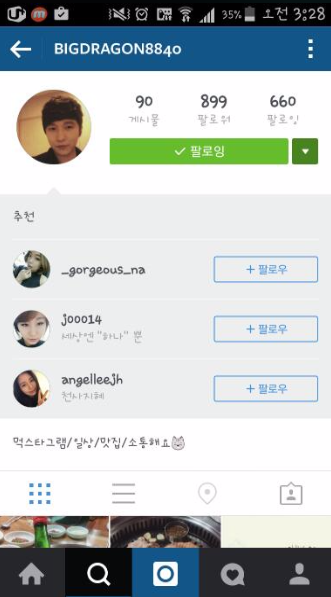 35% 오전 3:28
BIGDRAGON8840
90 899 660
게시물 팔로워 팔로잉
✓ 팔로잉
추천
_gorgeous_na
+ 팔로우
jooo14
세상엔 "하나" 뿐
+ 팔로우
angelleejh
천사지혜
+ 팔로우
먹스타그램/일상/맛집/소통해요